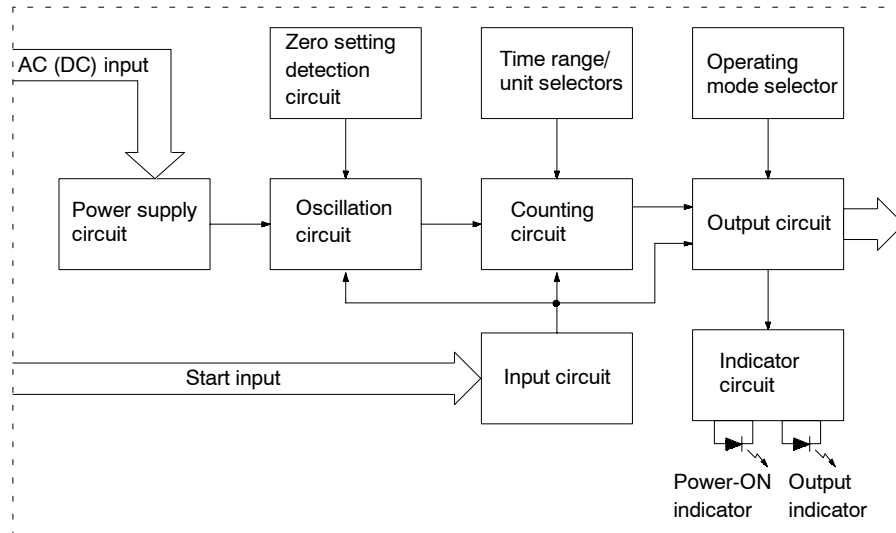 AC (DC) input
Zero setting
detection
circuit
Time range/
unit selectors
Operating
mode selector
Power supply
circuit
Oscillation
circuit
Counting
circuit
Output circuit
Start input
Input circuit
Indicator
circuit
Power-ON
indicator
Output
indicator